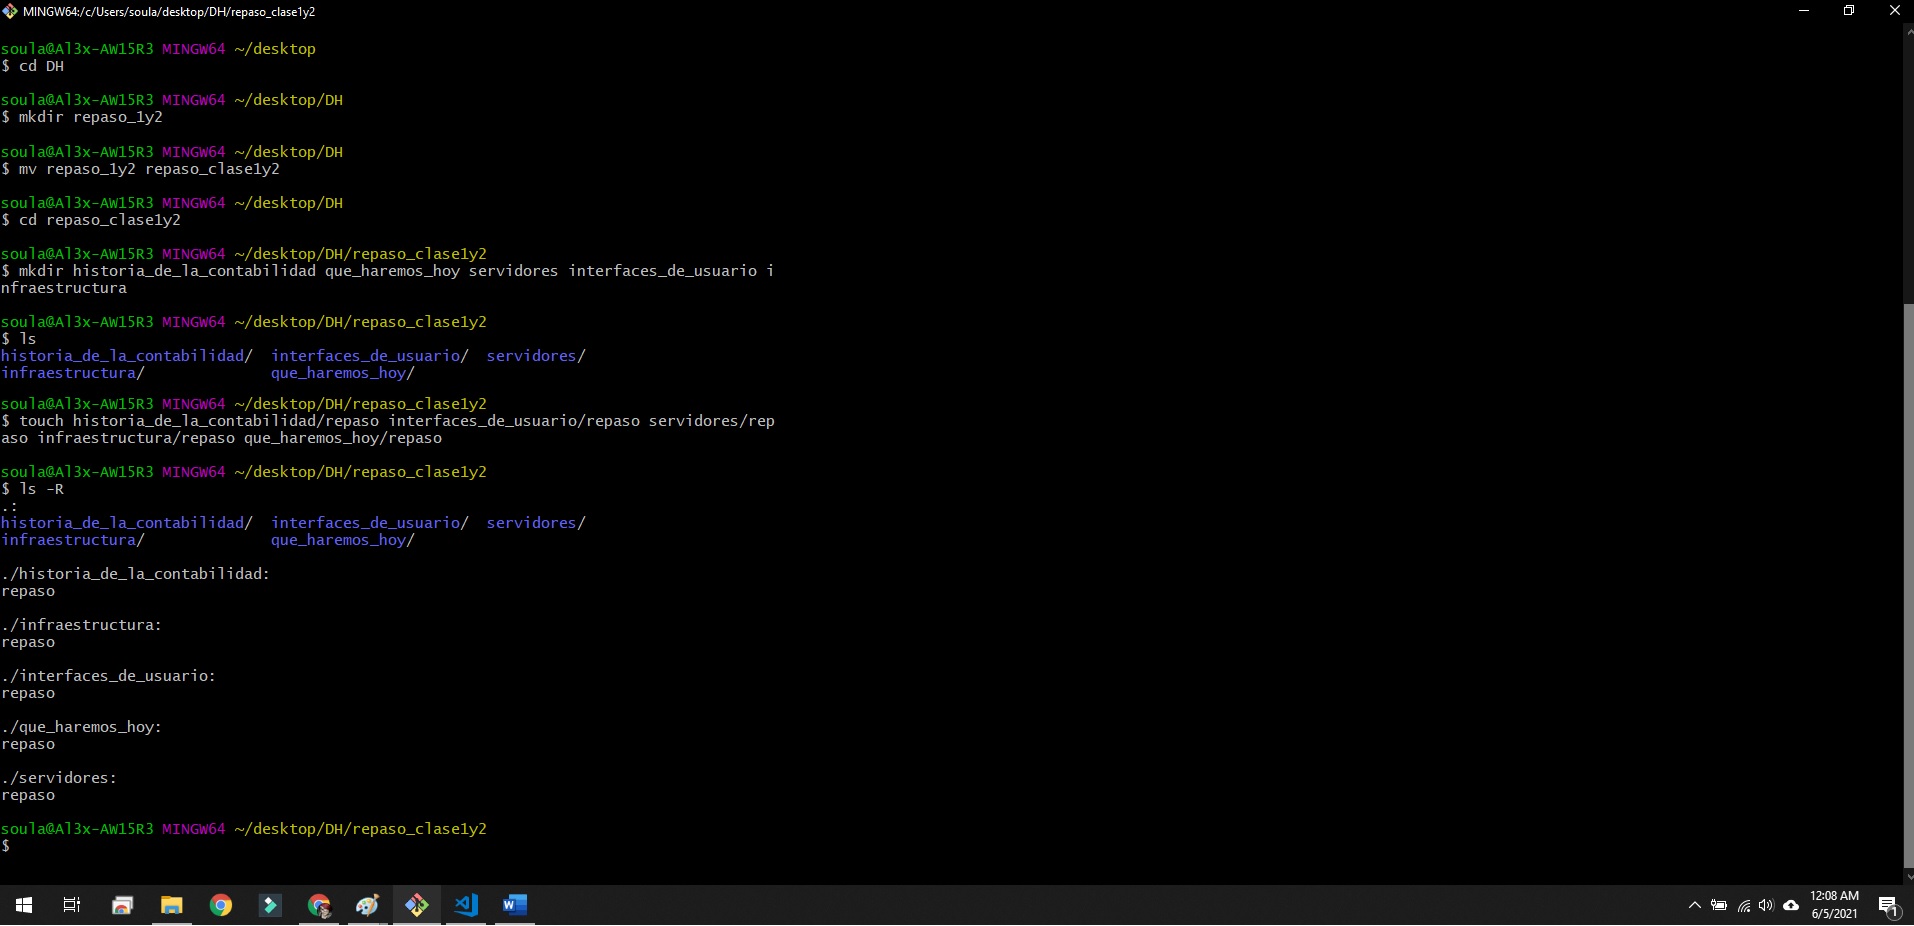 MINGW64:/c/Users/soula/desktop/DH/repaso_clase1y2
soula@Al3x-AW15R3 MINGW64 ~/desktop
$ cd DH
soula@Al3x-AW15R3 MINGW64 ~/desktop/DH
$ mkdir repaso_1y2
soula@Al3x-AW15R3 MINGW64 ~/desktop/DH
$ mv repaso_1y2 repaso_clase1y2
soula@Al3x-AW15R3 MINGW64 ~/desktop/DH
$ cd repaso_clase1y2
soula@Al3x-AW15R3 MINGW64 ~/desktop/DH/repaso_clase1y2
$ mkdir historia_de_la_contabilidad que_haremos_hoy servidores interfaces_de_usuario i
nfraestructura
soula@Al3x-AW15R3 MINGW64 ~/desktop/DH/repaso_clase1y2
$ ls
historia_de_la_contabilidad/  interfaces_de_usuario/  servidores/
infraestructura/              que_haremos_hoy/
soula@Al3x-AW15R3 MINGW64 ~/desktop/DH/repaso_clase1y2
$ touch historia_de_la_contabilidad/repaso interfaces_de_usuario/repaso servidores/rep
aso infraestructura/repaso que_haremos_hoy/repaso
soula@Al3x-AW15R3 MINGW64 ~/desktop/DH/repaso_clase1y2
$ ls -R
.:
historia_de_la_contabilidad/  interfaces_de_usuario/  servidores/
infraestructura/              que_haremos_hoy/
./historia_de_la_contabilidad:
repaso
./infraestructura:
repaso
./interfaces_de_usuario:
repaso
./que_haremos_hoy:
repaso
./servidores:
repaso
soula@Al3x-AW15R3 MINGW64 ~/desktop/DH/repaso_clase1y2
$
12:08 AM
6/5/2021
1